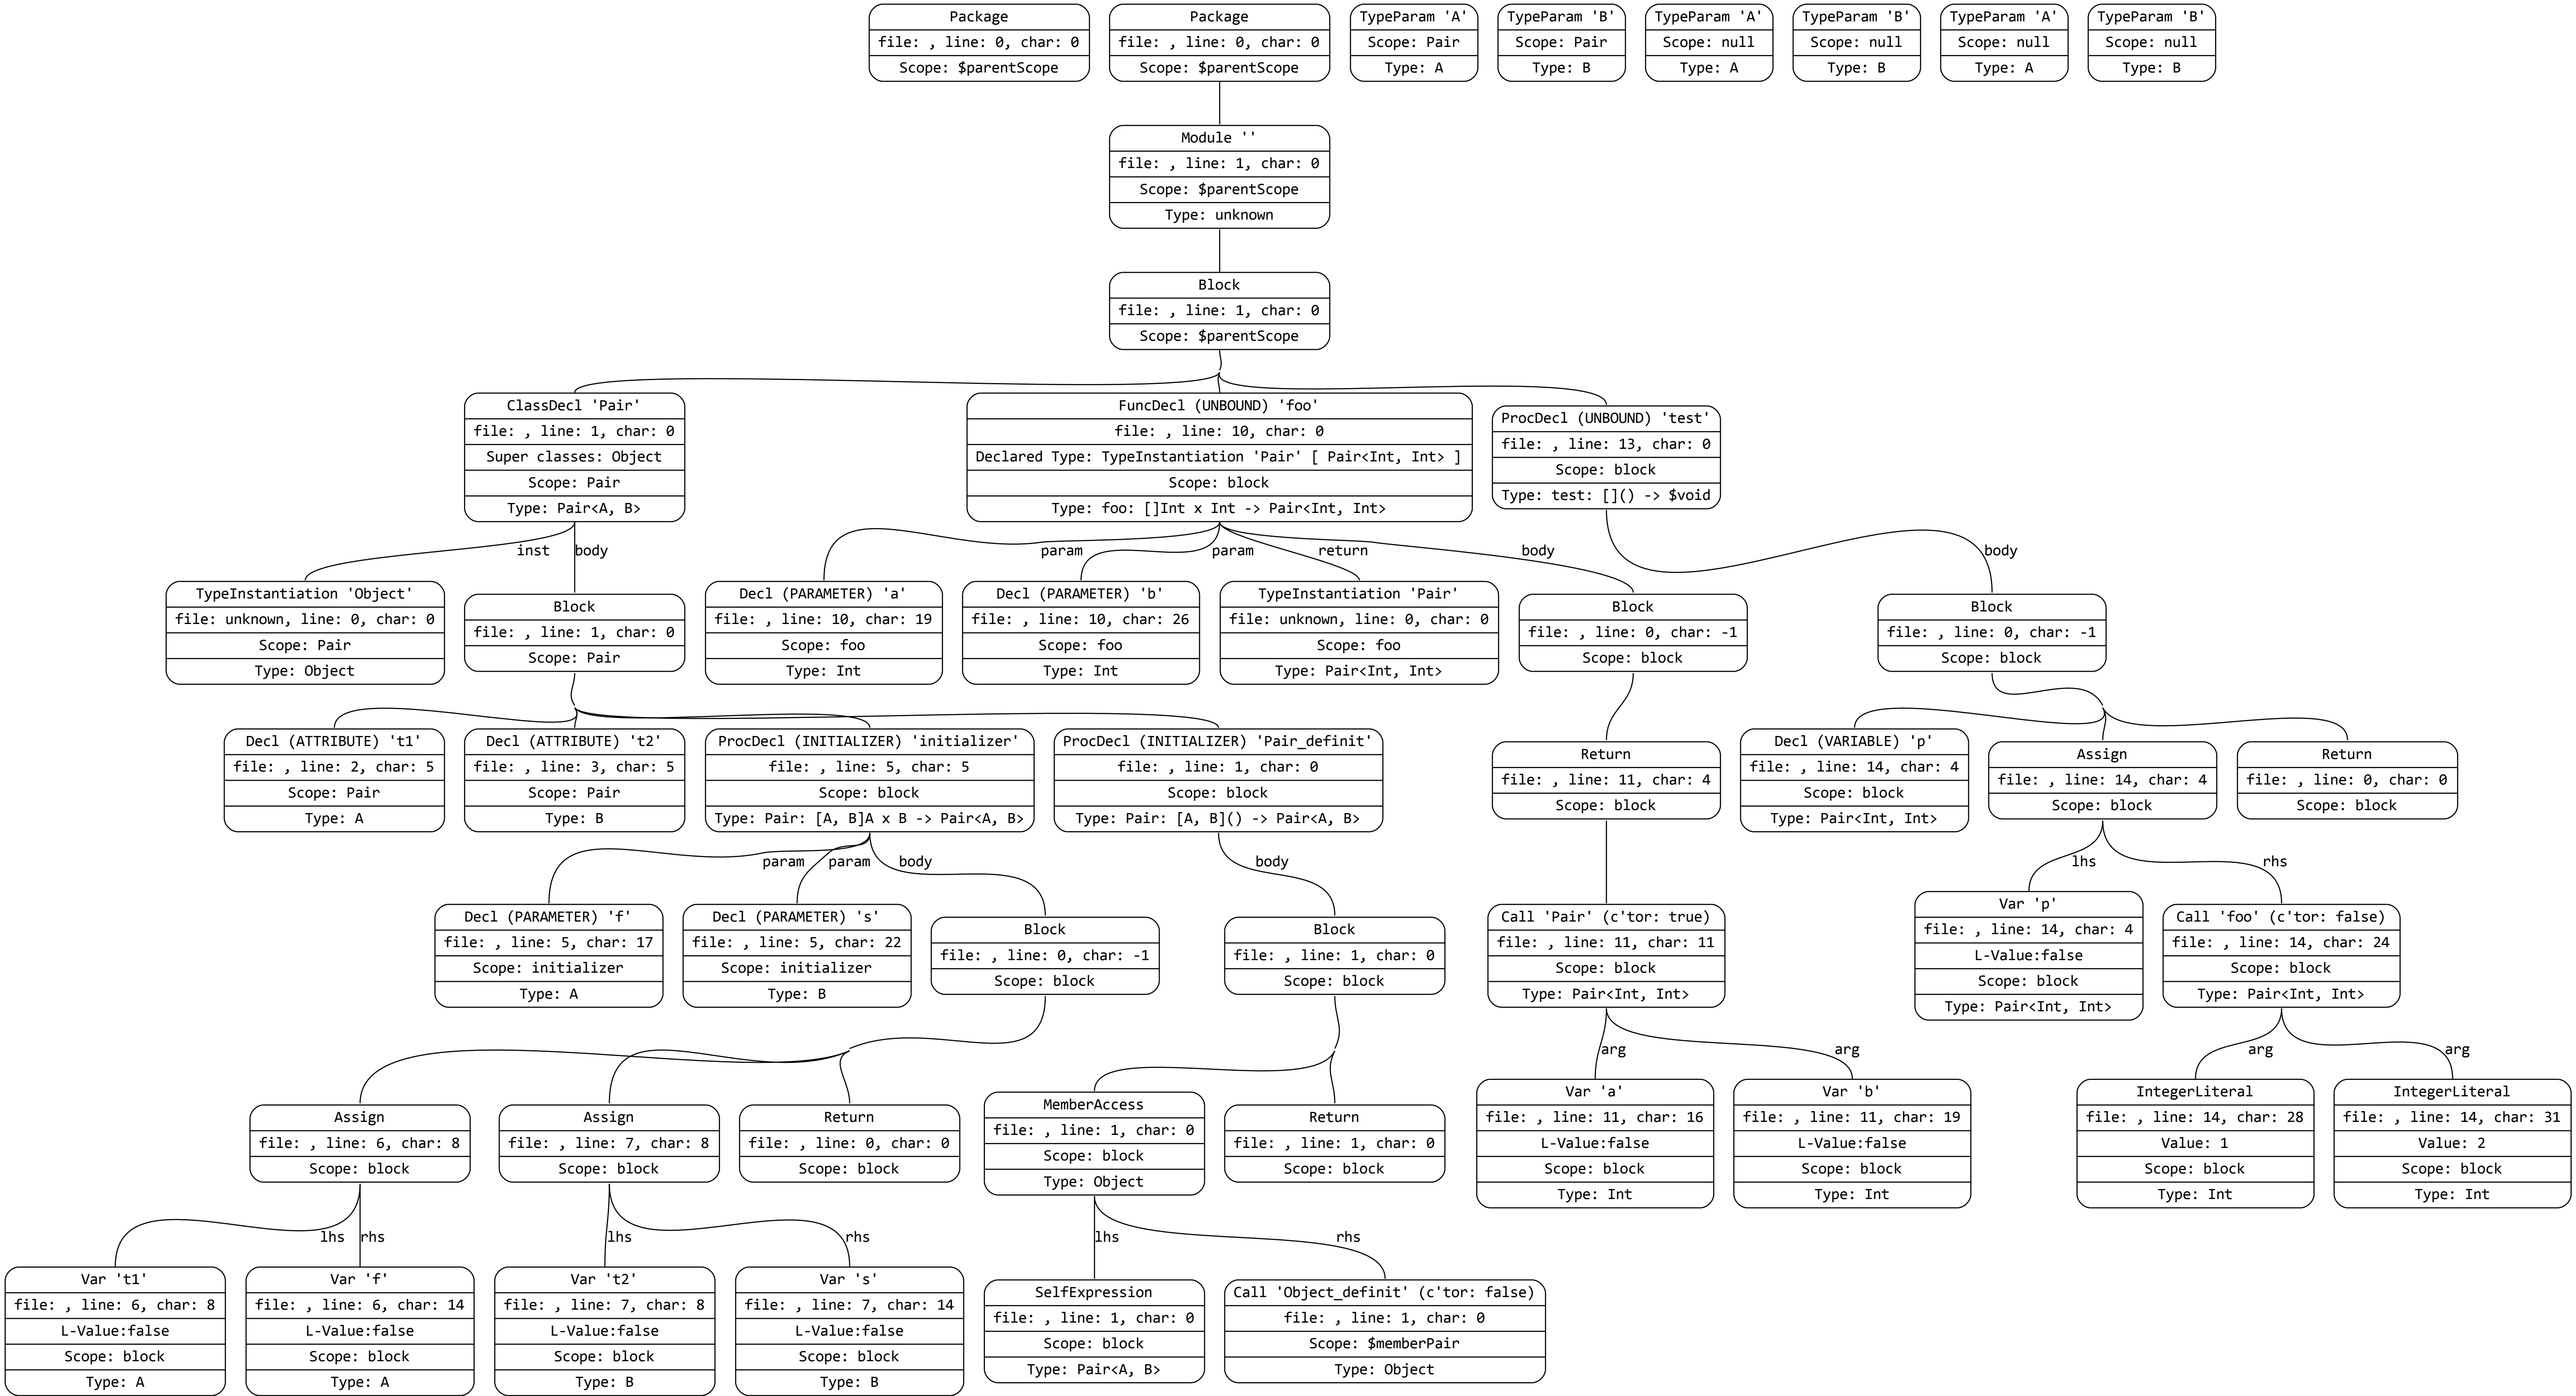 Package
file: , line: 0, char: 0
Scope: $parentScope
Package
file: , line: 0, char: 0
Scope: $parentScope
TypeParam 'A'
Scope: Pair
Type: A
TypeParam 'B'
Scope: Pair
Type: B
TypeParam 'A'
Scope: null
Type: A
TypeParam 'B'
Scope: null
Type: B
TypeParam 'A'
Scope: null
Type: A
TypeParam 'B'
Scope: null
Type: B
Module ''
file: , line: 1, char: 0
Scope: $parentScope
Type: unknown
Block
file: , line: 1, char: 0
Scope: $parentScope
ClassDecl 'Pair'
file: , line: 1, char: 0
Super classes: Object
Scope: Pair
Type: Pair<A, B>
FuncDecl (UNBOUND) 'foo'
file: , line: 10, char: 0
Declared Type: TypeInstantiation 'Pair' [ Pair<Int, Int> ]
Scope: block
Type: foo: []Int x Int -> Pair<Int, Int>
ProcDecl (UNBOUND) 'test'
file: , line: 13, char: 0
Scope: block
Type: test: []() -> $void
inst
body
param
param
return
body
body
TypeInstantiation 'Object'
file: unknown, line: 0, char: 0
Scope: Pair
Type: Object
Block
file: , line: 1, char: 0
Scope: Pair
Decl (PARAMETER) 'a'
file: , line: 10, char: 19
Scope: foo
Type: Int
Decl (PARAMETER) 'b'
file: , line: 10, char: 26
Scope: foo
Type: Int
TypeInstantiation 'Pair'
file: unknown, line: 0, char: 0
Scope: foo
Type: Pair<Int, Int>
Block
file: , line: 0, char: -1
Scope: block
Block
file: , line: 0, char: -1
Scope: block
Decl (ATTRIBUTE) 't1'
file: , line: 2, char: 5
Scope: Pair
Type: A
Decl (ATTRIBUTE) 't2'
file: , line: 3, char: 5
Scope: Pair
Type: B
ProcDecl (INITIALIZER) 'initializer'
file: , line: 5, char: 5
Scope: block
Type: Pair: [A, B]A x B -> Pair<A, B>
ProcDecl (INITIALIZER) 'Pair_definit'
file: , line: 1, char: 0
Scope: block
Type: Pair: [A, B]() -> Pair<A, B>
Return
file: , line: 11, char: 4
Scope: block
Decl (VARIABLE) 'p'
file: , line: 14, char: 4
Scope: block
Type: Pair<Int, Int>
Assign
file: , line: 14, char: 4
Scope: block
Return
file: , line: 0, char: 0
Scope: block
param
param
body
body
lhs
rhs
Decl (PARAMETER) 'f'
file: , line: 5, char: 17
Scope: initializer
Type: A
Decl (PARAMETER) 's'
file: , line: 5, char: 22
Scope: initializer
Type: B
Block
file: , line: 0, char: -1
Scope: block
Block
file: , line: 1, char: 0
Scope: block
Call 'Pair' (c'tor: true)
file: , line: 11, char: 11
Scope: block
Type: Pair<Int, Int>
Var 'p'
file: , line: 14, char: 4
L-Value:false
Scope: block
Type: Pair<Int, Int>
Call 'foo' (c'tor: false)
file: , line: 14, char: 24
Scope: block
Type: Pair<Int, Int>
arg
arg
arg
arg
Assign
file: , line: 6, char: 8
Scope: block
Assign
file: , line: 7, char: 8
Scope: block
Return
file: , line: 0, char: 0
Scope: block
MemberAccess
file: , line: 1, char: 0
Scope: block
Type: Object
Return
file: , line: 1, char: 0
Scope: block
Var 'a'
file: , line: 11, char: 16
L-Value:false
Scope: block
Type: Int
Var 'b'
file: , line: 11, char: 19
L-Value:false
Scope: block
Type: Int
IntegerLiteral
file: , line: 14, char: 28
Value: 1
Scope: block
Type: Int
IntegerLiteral
file: , line: 14, char: 31
Value: 2
Scope: block
Type: Int
lhs
rhs
lhs
rhs
lhs
rhs
Var 't1'
file: , line: 6, char: 8
L-Value:false
Scope: block
Type: A
Var 'f'
file: , line: 6, char: 14
L-Value:false
Scope: block
Type: A
Var 't2'
file: , line: 7, char: 8
L-Value:false
Scope: block
Type: B
Var 's'
file: , line: 7, char: 14
L-Value:false
Scope: block
Type: B
SelfExpression
file: , line: 1, char: 0
Scope: block
Type: Pair<A, B>
Call 'Object_definit' (c'tor: false)
file: , line: 1, char: 0
Scope: $memberPair
Type: Object